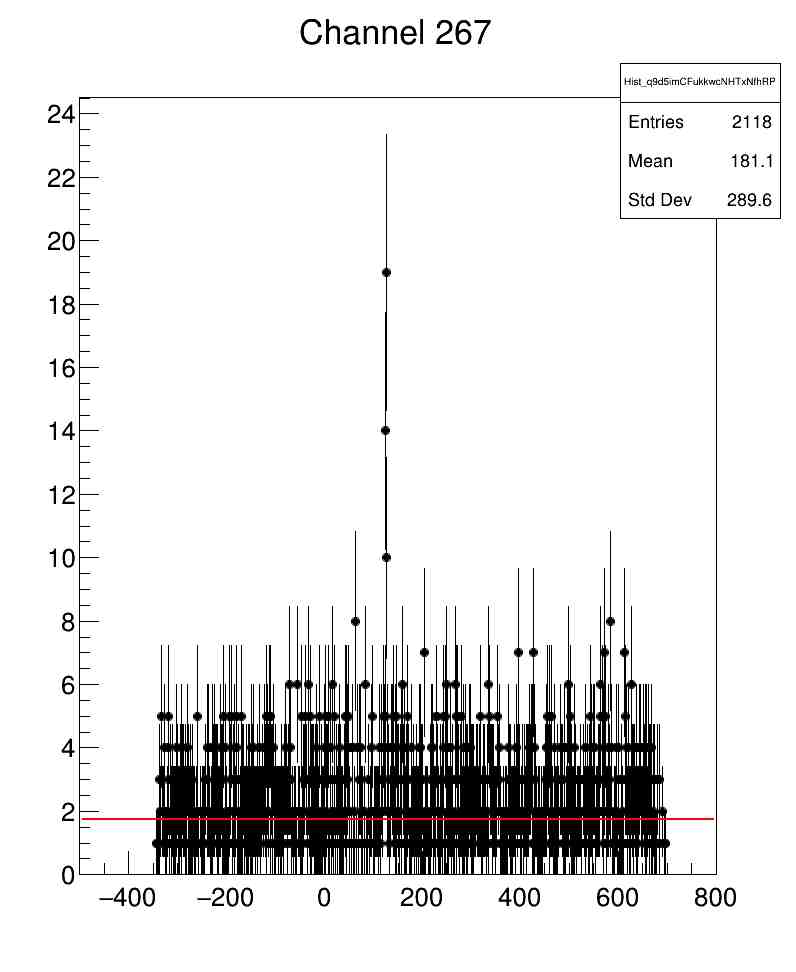 Channel 267
Hist_q9d5imCFukkwcNHTxNfhRP
Entries 2118
Mean 181.1
Std Dev 289.6
24
22
20
18
16
14
12
10
8
6
4
2
0
−400 −200 0 200 400 600 800